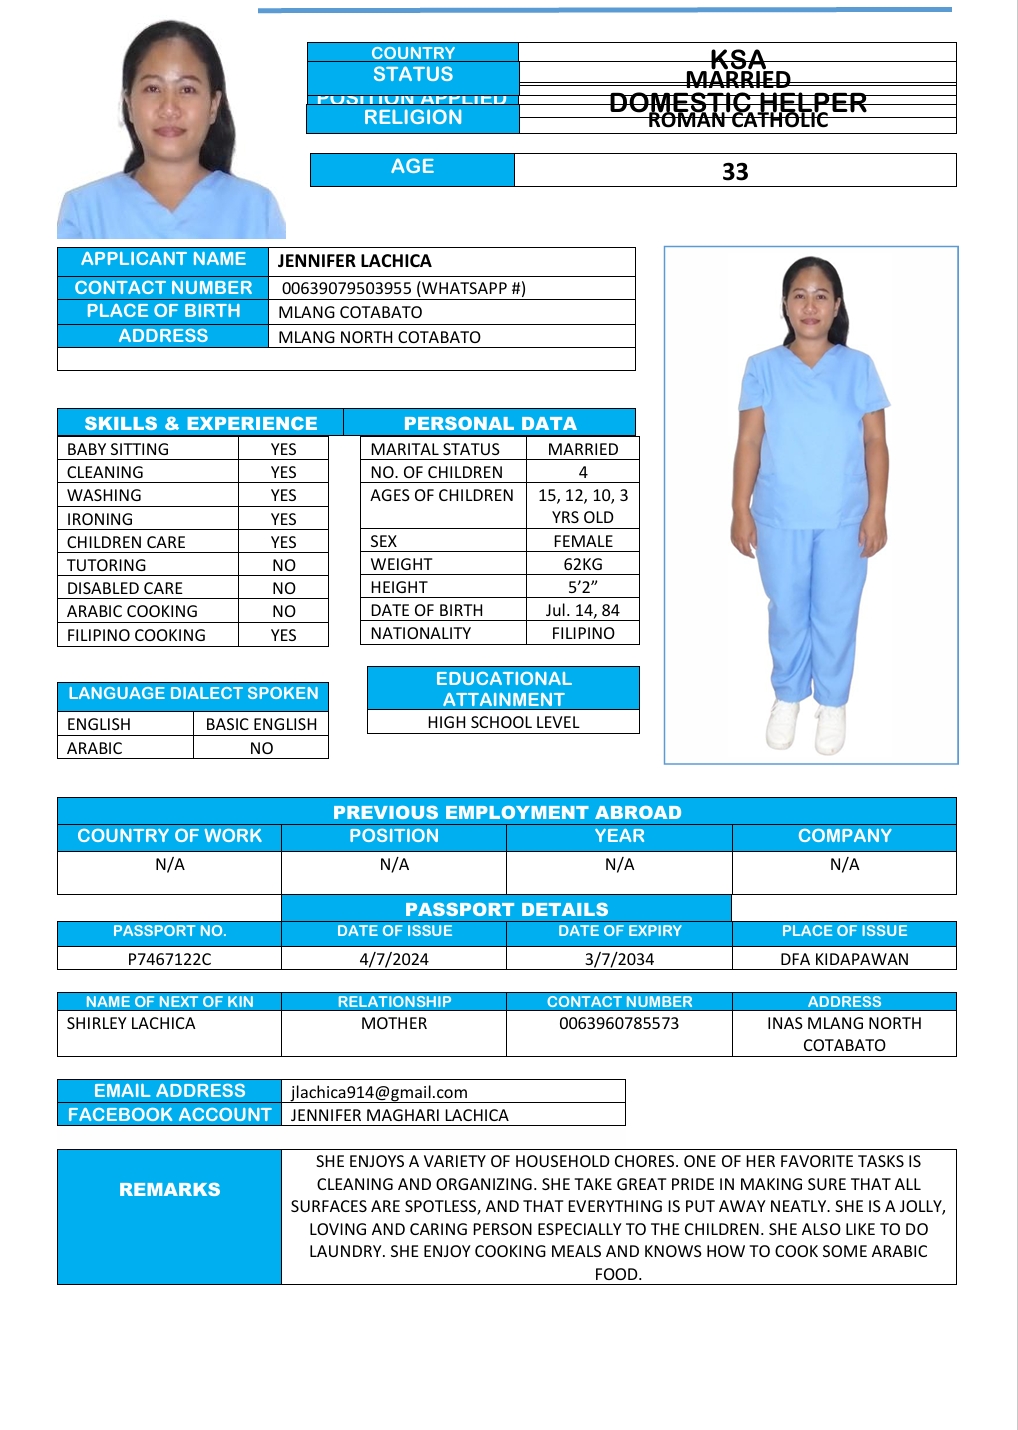 COUNTRY KSA
STATUS MARRIED
POSITION APPLIED DOMESTIC HELPER
RELIGION ROMAN CATHOLIC
AGE 33
APPLICANT NAME JENNIFER LACHICA
CONTACT NUMBER 00639079503955 (WHATSAPP #)
PLACE OF BIRTH MLANG COTABATO
ADDRESS MLANG NORTH COTABATO
SKILLS & EXPERIENCE PERSONAL DATA
BABY SITTING YES
CLEANING YES
WASHING YES
IRONING YES
CHILDREN CARE YES
TUTORING NO
DISABLED CARE NO
ARABIC COOKING NO
FILIPINO COOKING YES
MARITAL STATUS MARRIED
NO. OF CHILDREN 4
AGES OF CHILDREN 15, 12, 10, 3
YRS OLD
SEX FEMALE
WEIGHT 62KG
HEIGHT 5’2”
DATE OF BIRTH Jul. 14, 84
NATIONALITY FILIPINO
LANGUAGE DIALECT SPOKEN
ENGLISH BASIC ENGLISH
ARABIC NO
EDUCATIONAL
ATTAINMENT
HIGH SCHOOL LEVEL
PREVIOUS EMPLOYMENT ABROAD
COUNTRY OF WORK POSITION YEAR COMPANY
N/A N/A N/A N/A
PASSPORT DETAILS
PASSPORT NO. DATE OF ISSUE DATE OF EXPIRY PLACE OF ISSUE
P7467122C 4/7/2024 3/7/2034 DFA KIDAPAWAN
NAME OF NEXT OF KIN RELATIONSHIP CONTACT NUMBER ADDRESS
SHIRLEY LACHICA MOTHER 0063960785573 INAS MLANG NORTH
COTABATO
EMAIL ADDRESS jlachica914@gmail.com
FACEBOOK ACCOUNT JENNIFER MAGHARI LACHICA
REMARKS
SHE ENJOYS A VARIETY OF HOUSEHOLD CHORES. ONE OF HER FAVORITE TASKS IS
CLEANING AND ORGANIZING. SHE TAKE GREAT PRIDE IN MAKING SURE THAT ALL
SURFACES ARE SPOTLESS, AND THAT EVERYTHING IS PUT AWAY NEATLY. SHE IS A JOLLY,
LOVING AND CARING PERSON ESPECIALLY TO THE CHILDREN. SHE ALSO LIKE TO DO
LAUNDRY. SHE ENJOY COOKING MEALS AND KNOWS HOW TO COOK SOME ARABIC
FOOD.